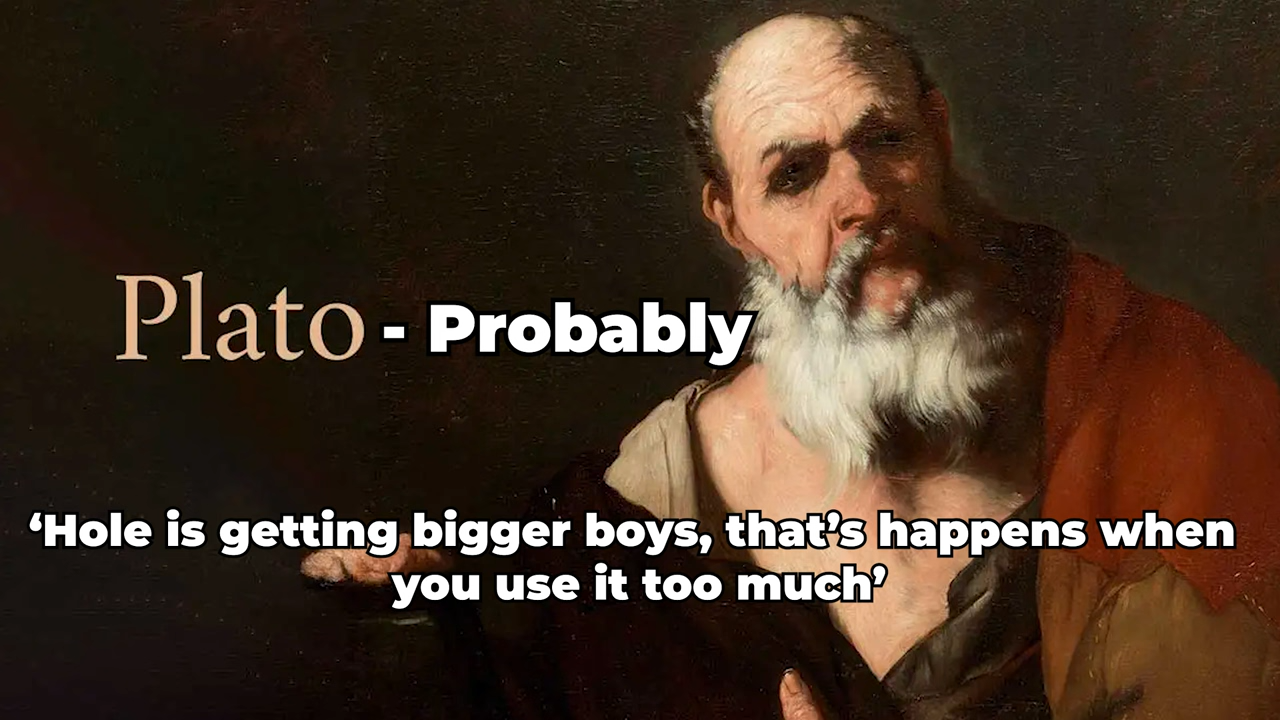 Plato - Probably
‘Hole is getting bigger boys, that’s happens when
you use it too much’